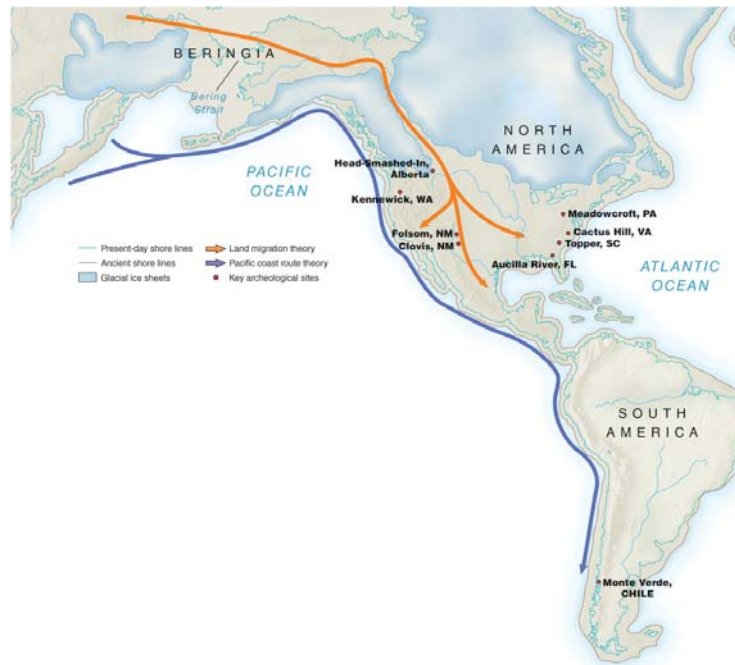 BERINGIA
Bering
Strait
NORTH
AMERICA
PACIFIC
OCEAN
Head-Smashed-In,
Alberta
Kennewick, WA
Meadowcroft, PA
Cactus Hill, VA
Topper, SC
Folsom, NM
Clovis, NM
Aucilla River, FL
ATLANTIC
OCEAN
Present-day shore lines
Ancient shore lines
Glacial ice sheets
Land migration theory
Pacific coast route theory
Key archeological sites
SOUTH
AMERICA
Monte Verde,
CHILE